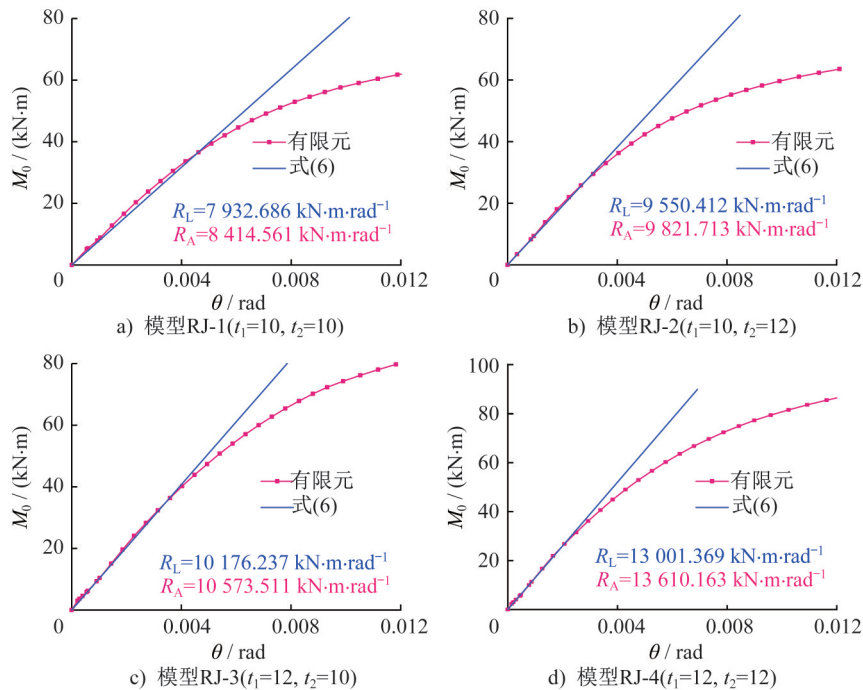 80
60
40
20
0
M₀ / (kN·m)
有限元
式(6)
R_L=7 932.686 kN·m·rad⁻¹
R_A=8 414.561 kN·m·rad⁻¹
0.004
0.008
0.012
θ / rad
a) 模型RJ-1(t₁=10, t₂=10)
80
60
40
20
0
M₀ / (kN·m)
有限元
式(6)
R_L=9 550.412 kN·m·rad⁻¹
R_A=9 821.713 kN·m·rad⁻¹
0.004
0.008
0.012
θ / rad
b) 模型RJ-2(t₁=10, t₂=12)
80
60
40
20
0
M₀ / (kN·m)
有限元
式(6)
R_L=10 176.237 kN·m·rad⁻¹
R_A=10 573.511 kN·m·rad⁻¹
0.004
0.008
0.012
θ / rad
c) 模型RJ-3(t₁=12, t₂=10)
100
80
60
40
20
0
M₀ / (kN·m)
有限元
式(6)
R_L=13 001.369 kN·m·rad⁻¹
R_A=13 610.163 kN·m·rad⁻¹
0.004
0.008
0.012
θ / rad
d) 模型RJ-4(t₁=12, t₂=12)